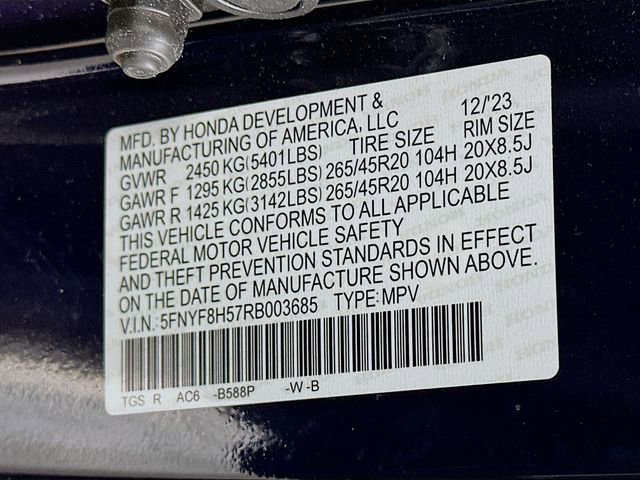 MFD. BY HONDA DEVELOPMENT &
MANUFACTURING OF AMERICA, LLC 12/'23
GVWR 2450 KG(5401LBS) TIRE SIZE RIM SIZE
GAWR F 1295 KG(2855LBS) 265/45R20 104H 20X8.5J
GAWR R 1425 KG(3142LBS) 265/45R20 104H 20X8.5J
THIS VEHICLE CONFORMS TO ALL APPLICABLE
FEDERAL MOTOR VEHICLE SAFETY
AND THEFT PREVENTION STANDARDS IN EFFECT
ON THE DATE OF MANUFACTURE SHOWN ABOVE.
V.I.N.: 5FNYF8H57RB003685 TYPE: MPV
TGS R AC6 -B588P -W -B